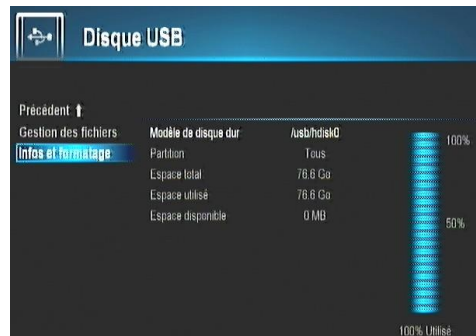 Disque USB
Précédent
Gestion des fichiers
Infos et formatage
Modèle de disque dur /usb/hdisk0
Partition Tous
Espace total 76.6 Go
Espace utilisé 76.6 Go
Espace disponible 0 MB
100%
50%
100% Utilisé